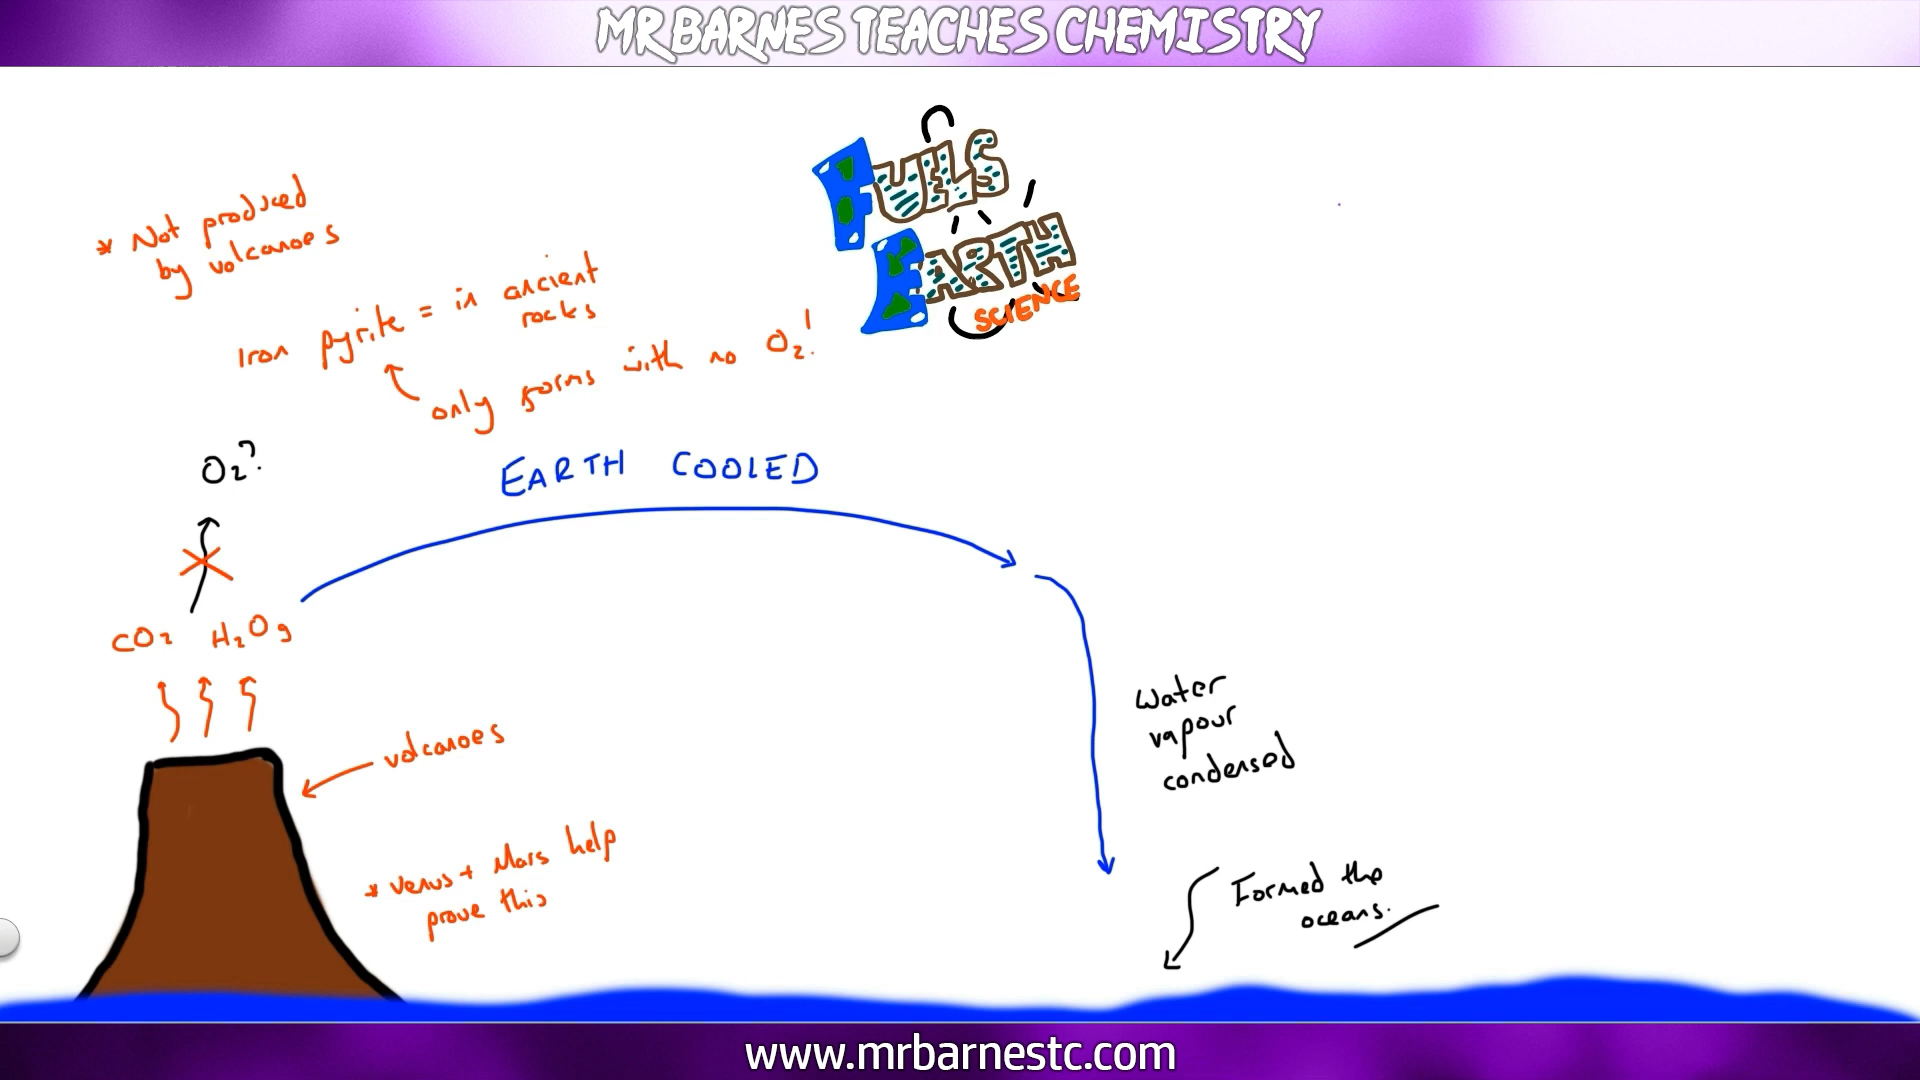 MR BARNES TEACHES CHEMISTRY
FUELS
EARTH
SCIENCE
* Not produced
by volcanoes
Iron pyrite = in ancient
rocks
only forms with no O₂!
O₂?
EARTH COOLED
CO₂ H₂Og
volcanoes
* Venus + Mars help
prove this
Water
vapour
condensed
Formed the
oceans.
www.mrbarnestc.com